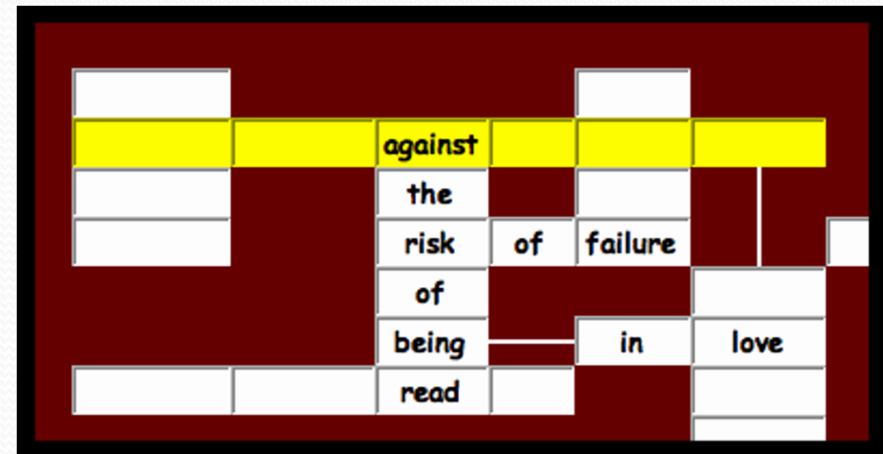 against
the
risk of failure
of
being in love
read